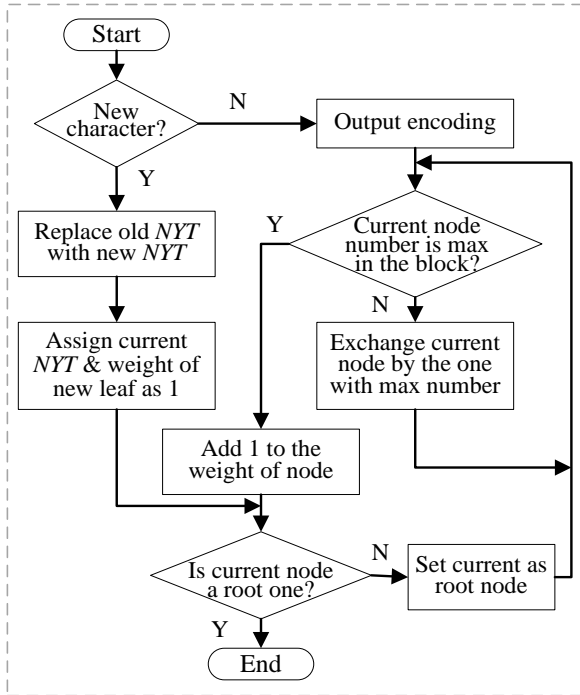 Start
New
character?
N
Output encoding
Y
Replace old NYT
with new NYT
Y
Current node
number is max
in the block?
N
Assign current
NYT & weight of
new leaf as 1
Exchange current
node by the one
with max number
Add 1 to the
weight of node
Is current node
a root one?
N
Set current as
root node
Y
End